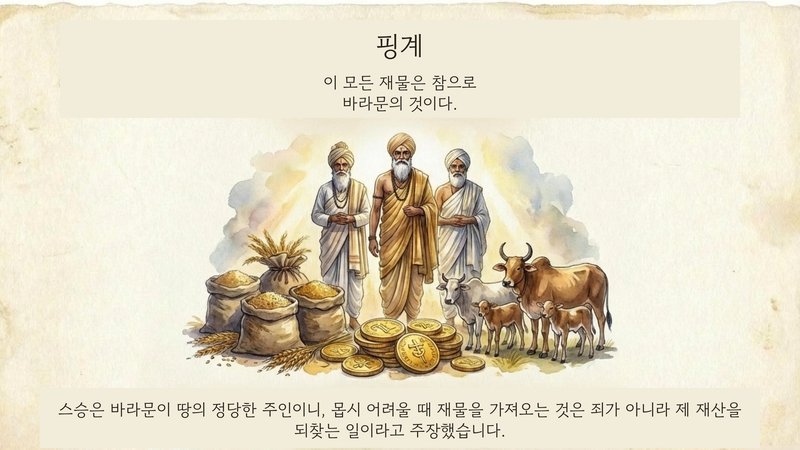 핑계
이 모든 재물은 참으로
바라문의 것이다.
스승은 바라문이 땅의 정당한 주인이니, 몹시 어려울 때 재물을 가져오는 것은 죄가 아니라 제 재산을
되찾는 일이라고 주장했습니다.